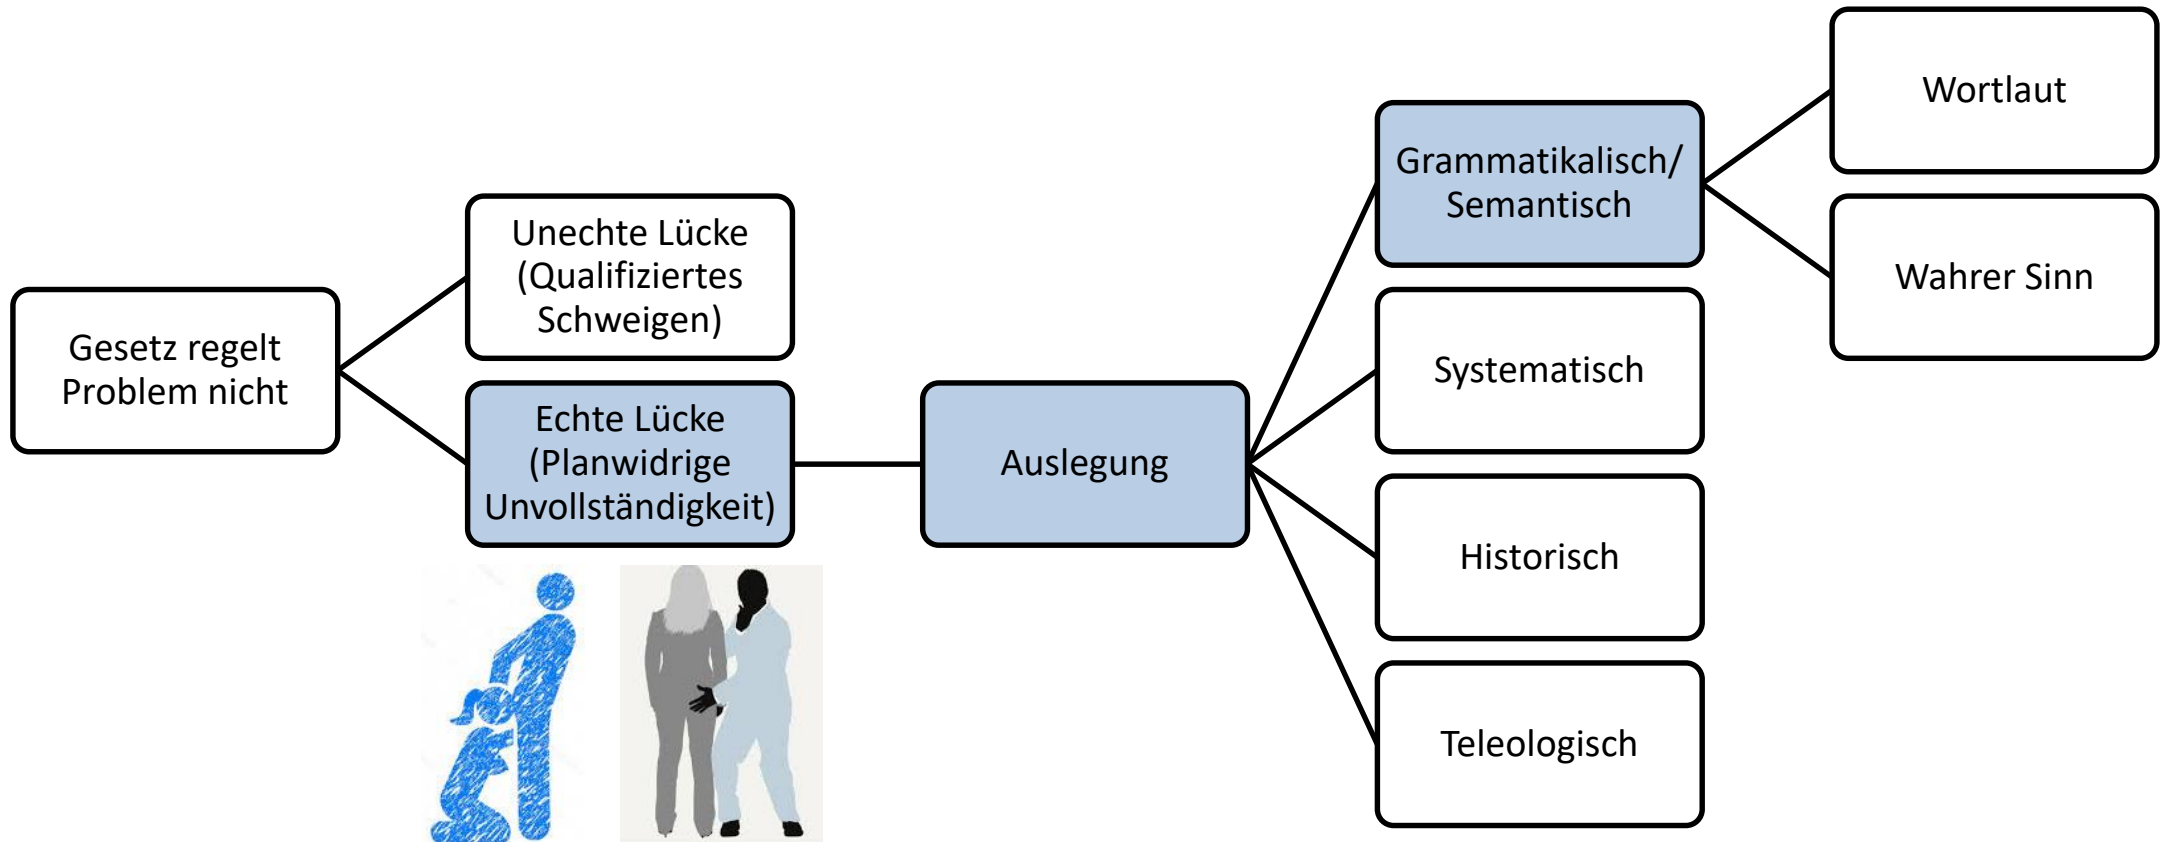 Gesetz regelt
Problem nicht
Unechte Lücke
(Qualifiziertes
Schweigen)
Echte Lücke
(Planwidrige
Unvollständigkeit)
Auslegung
Grammatikalisch/
Semantisch
Systematisch
Historisch
Teleologisch
Wortlaut
Wahrer Sinn